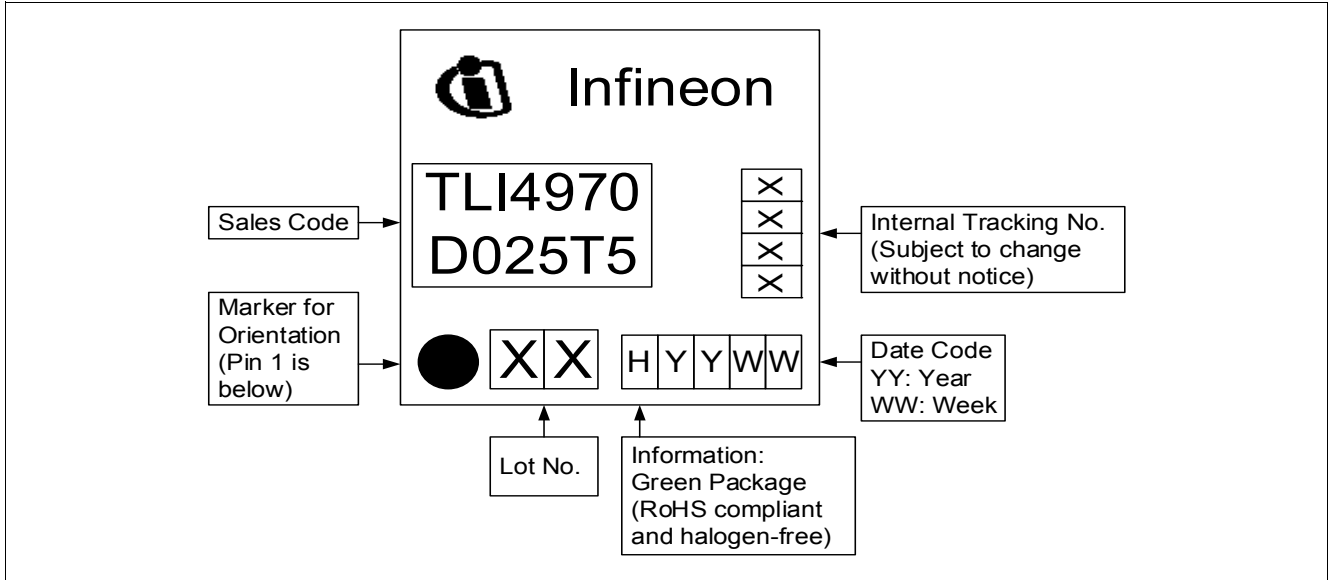 Infineon
TLI4970
D025T5
X
X
X
X
Sales Code
Internal Tracking No.
(Subject to change
without notice)
Marker for
Orientation
(Pin 1 is
below)
X X
H Y Y W W
Date Code
YY: Year
WW: Week
Lot No.
Information:
Green Package
(RoHS compliant
and halogen-free)